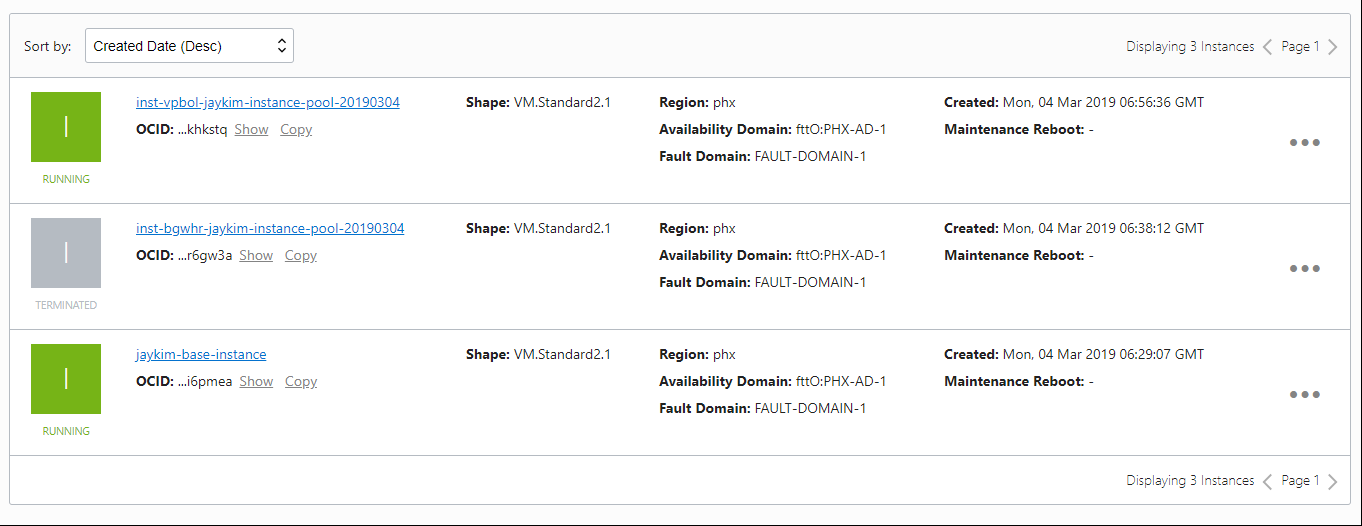 Sort by: Created Date (Desc) Displaying 3 Instances Page 1
I inst-vpbol-jaykim-instance-pool-20190304 Shape: VM.Standard2.1 Region: phx Created: Mon, 04 Mar 2019 06:56:36 GMT
OCID: ...khkstq Show Copy Availability Domain: fttO:PHX-AD-1 Maintenance Reboot: -
Fault Domain: FAULT-DOMAIN-1
RUNNING
I inst-bgwhr-jaykim-instance-pool-20190304 Shape: VM.Standard2.1 Region: phx Created: Mon, 04 Mar 2019 06:38:12 GMT
OCID: ...r6gw3a Show Copy Availability Domain: fttO:PHX-AD-1 Maintenance Reboot: -
Fault Domain: FAULT-DOMAIN-1
TERMINATED
I jaykim-base-instance Shape: VM.Standard2.1 Region: phx Created: Mon, 04 Mar 2019 06:29:07 GMT
OCID: ...i6pmea Show Copy Availability Domain: fttO:PHX-AD-1 Maintenance Reboot: -
Fault Domain: FAULT-DOMAIN-1
RUNNING
Displaying 3 Instances Page 1